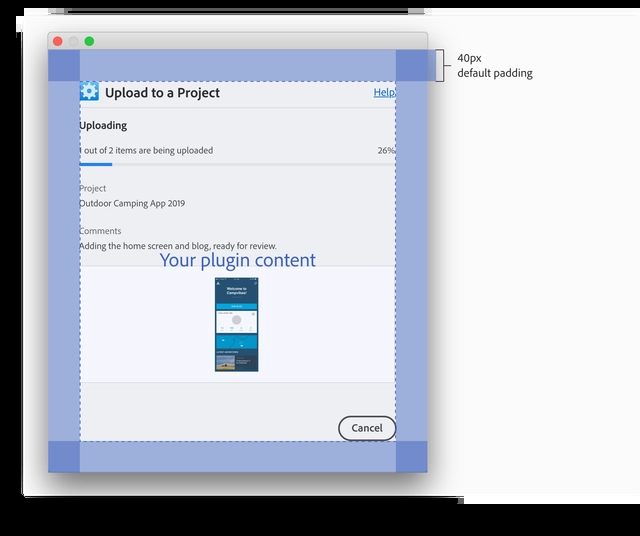 40px
default padding
Upload to a Project
Help
Uploading
1 out of 2 items are being uploaded
26%
Project
Outdoor Camping App 2019
Comments
Adding the home screen and blog, ready for review.
Your plugin content
Welcome to
Camprslasc!
Cancel